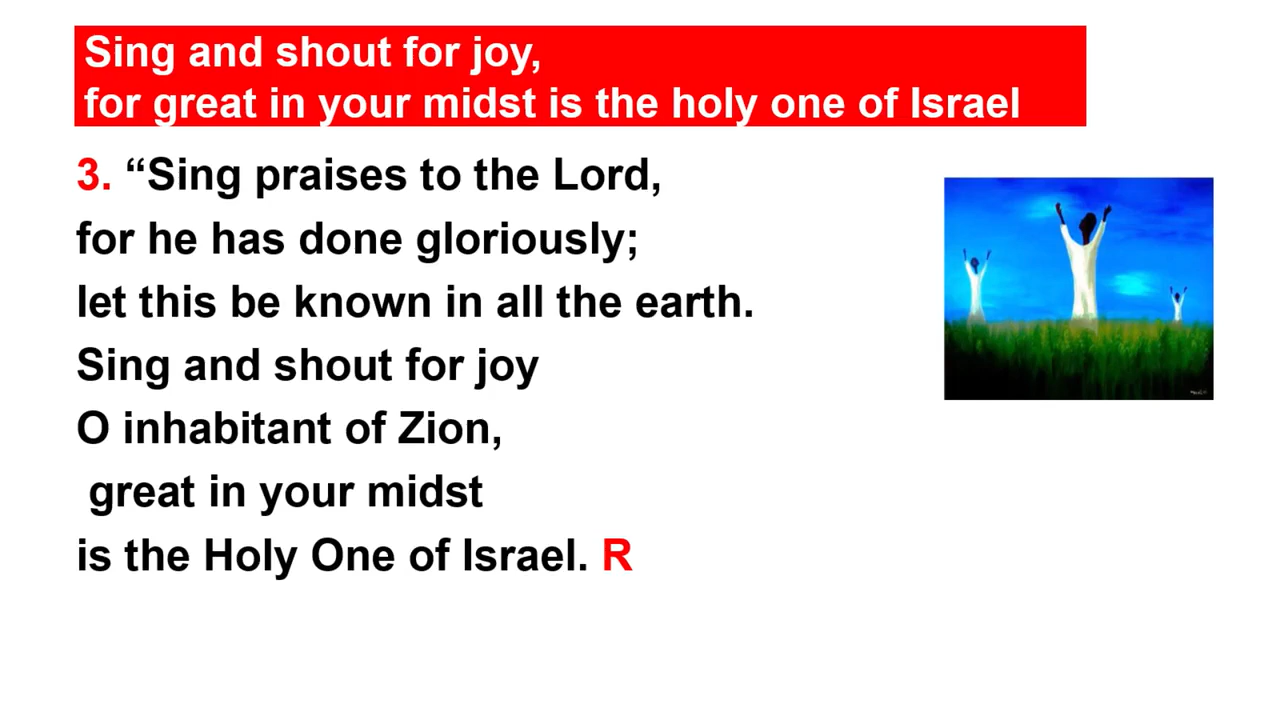 Sing and shout for joy,
for great in your midst is the holy one of Israel
3. “Sing praises to the Lord,
for he has done gloriously;
let this be known in all the earth.
Sing and shout for joy
O inhabitant of Zion,
great in your midst
is the Holy One of Israel. R